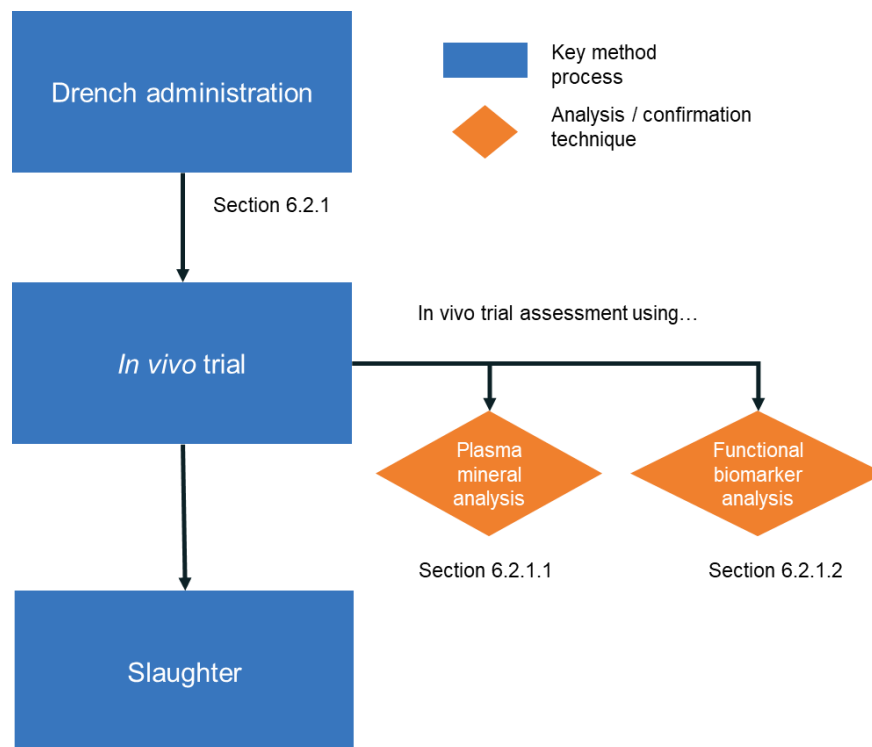 Drench administration
Key method
process
Analysis / confirmation
technique
Section 6.2.1
In vivo trial assessment using…
In vivo trial
Plasma
mineral
analysis
Functional
biomarker
analysis
Section 6.2.1.1
Section 6.2.1.2
Slaughter